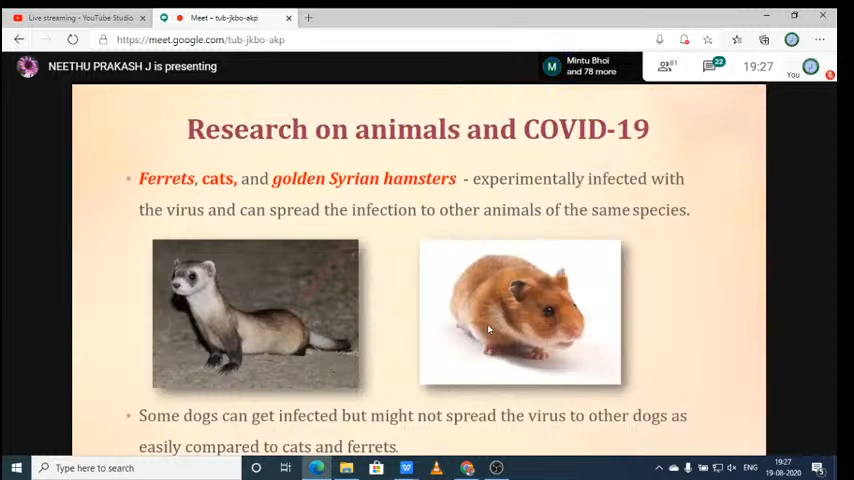 Live streaming - YouTube Studio
Meet – tub-jkbo-akp
https://meet.google.com/tub-jkbo-akp
NEETHU PRAKASH J is presenting
M
Mintu Bhoi
and 78 more
81
22
19:27
You
Research on animals and COVID-19
• Ferrets, cats, and golden Syrian hamsters - experimentally infected with
the virus and can spread the infection to other animals of the same species.
• Some dogs can get infected but might not spread the virus to other dogs as
easily compared to cats and ferrets.
Type here to search
ENG
19:27
19-08-2020